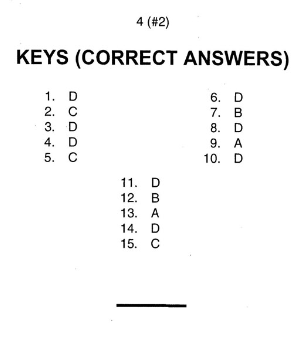 4 (#2)
KEYS (CORRECT ANSWERS)
1. D
2. C
3. D
4. D
5. C
6. D
7. B
8. D
9. A
10. D
11. D
12. B
13. A
14. D
15. C